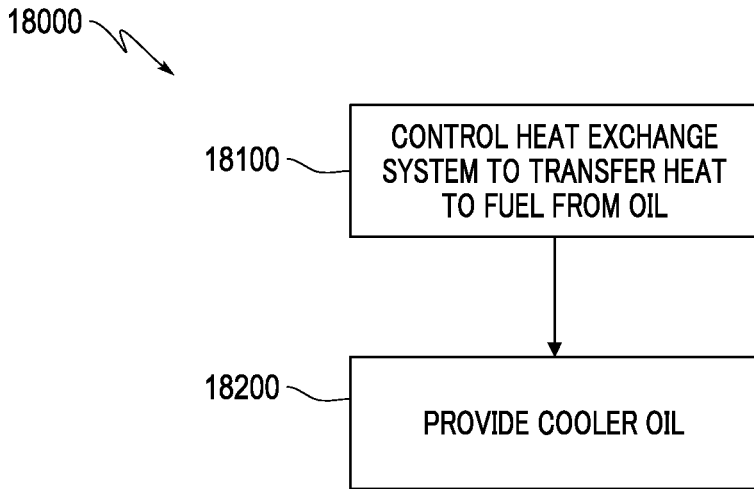 18000
18100
CONTROL HEAT EXCHANGE
SYSTEM TO TRANSFER HEAT
TO FUEL FROM OIL
18200
PROVIDE COOLER OIL